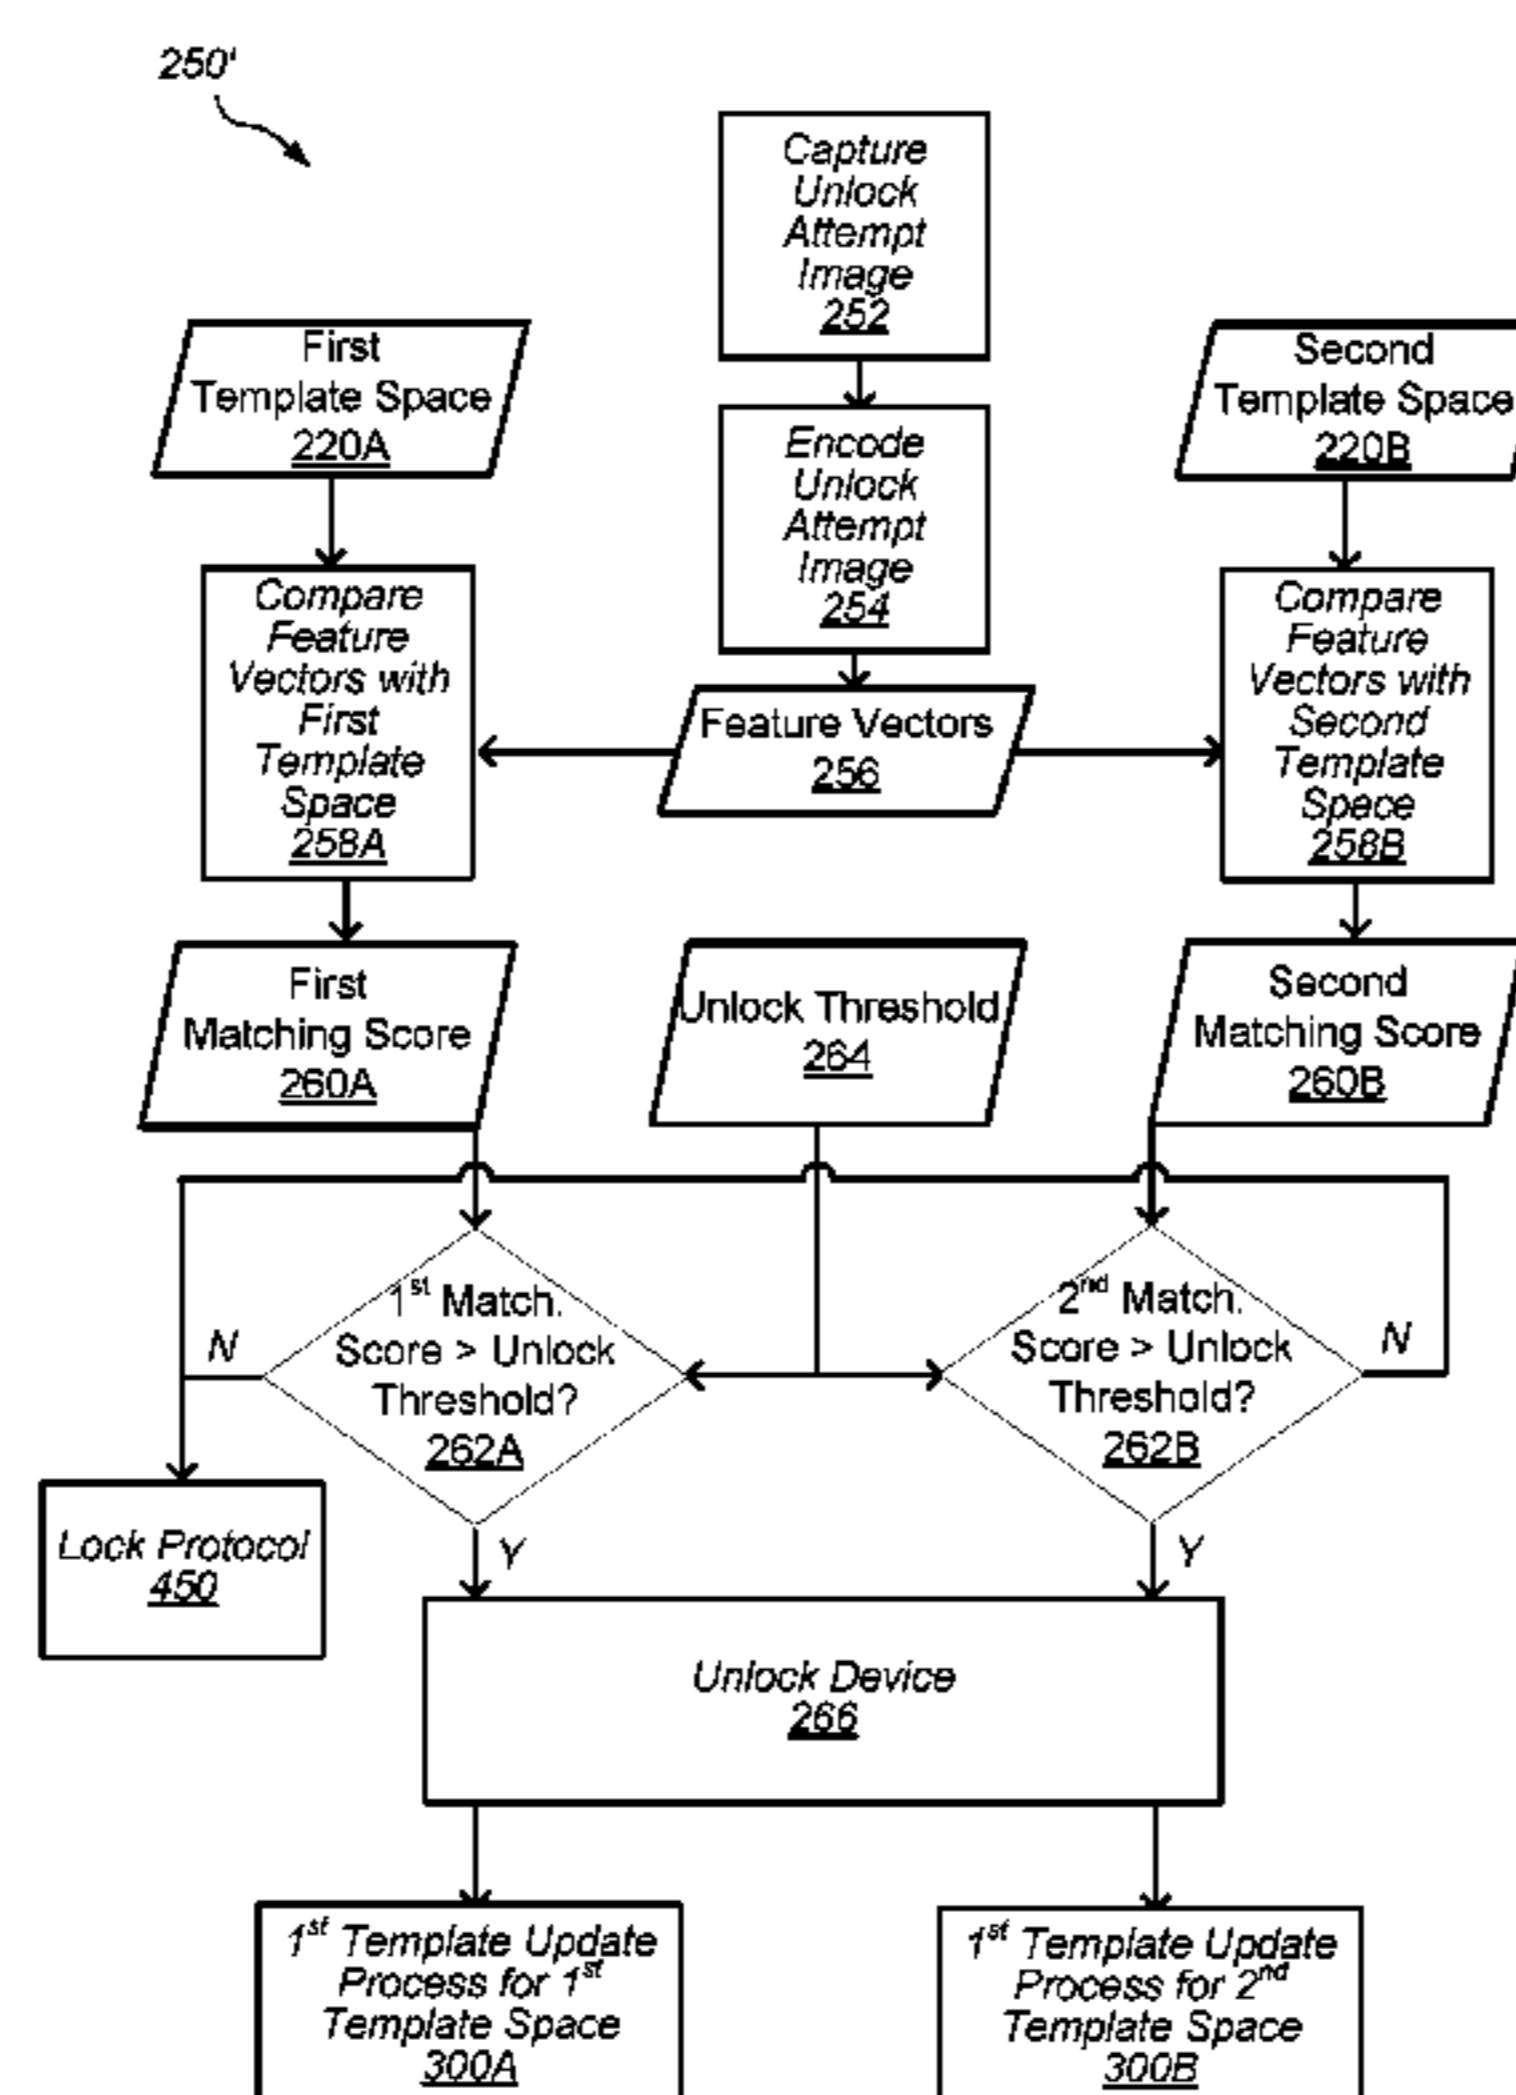 250'
Capture
Unlock
Attempt
Image
252
First
Template Space
220A
Second
Template Space
220B
Encode
Unlock
Attempt
Image
254
Compare
Feature
Vectors with
First
Template
Space
258A
Feature Vectors
256
Compare
Feature
Vectors with
Second
Template
Space
258B
First
Matching Score
260A
Unlock Threshold
264
Second
Matching Score
260B
1st Match.
Score > Unlock
Threshold?
262A
N
2nd Match.
Score > Unlock
Threshold?
262B
N
Lock Protocol
450
Y
Y
Unlock Device
266
1st Template Update
Process for 1st
Template Space
300A
1st Template Update
Process for 2nd
Template Space
300B